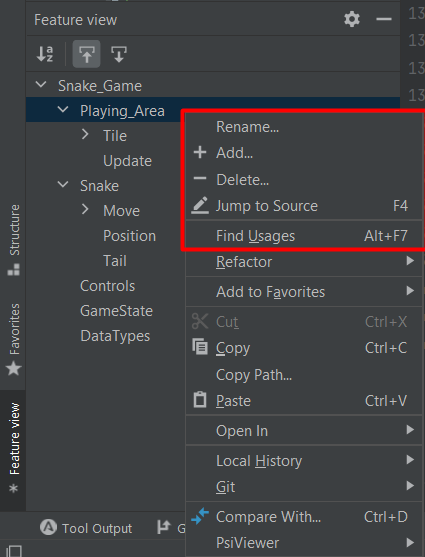 Feature view
13
13
13
13
Snake_Game
Playing_Area
Tile
Update
Snake
Move
Position
Tail
Controls
GameState
DataTypes
Rename...
Add...
Delete...
Jump to Source F4
Find Usages Alt+F7
Refactor
Add to Favorites
Cut Ctrl+X
Copy Ctrl+C
Copy Path...
Paste Ctrl+V
Open In
Local History
Git
Compare With... Ctrl+D
PsiViewer
Structure
Favorites
Feature view
Tool Output
G